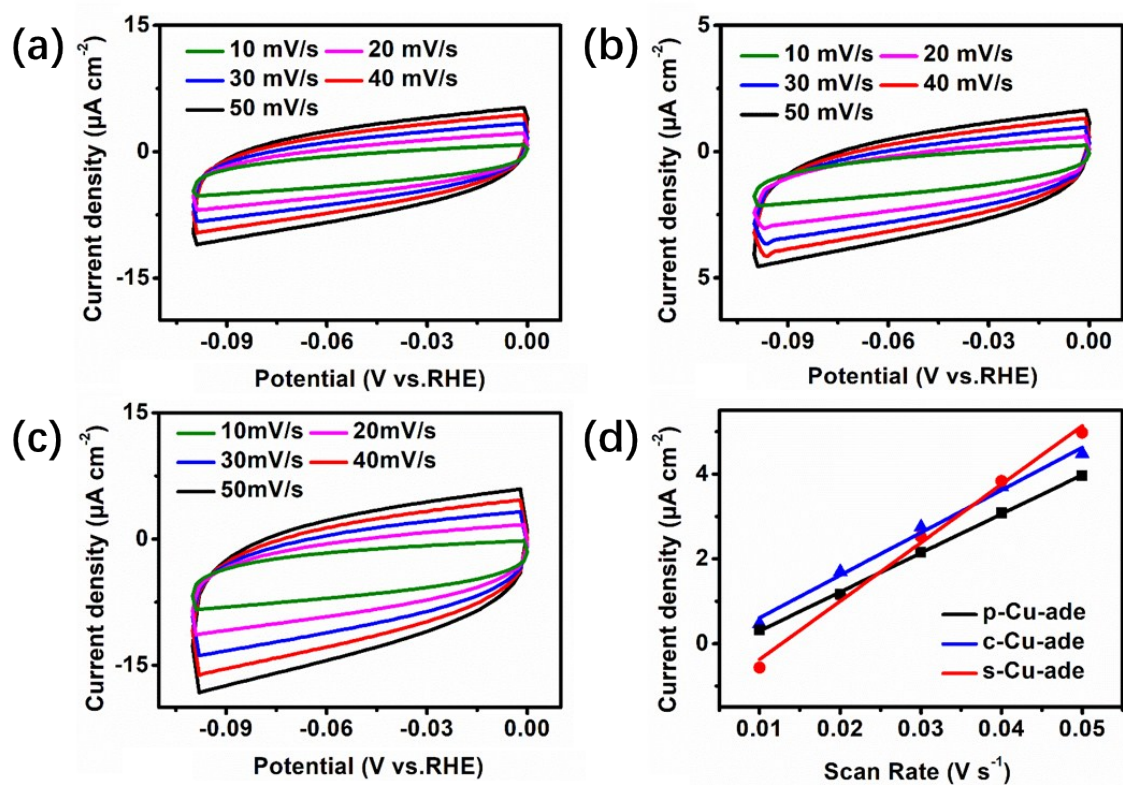 (a)
15
0
-15
10 mV/s 20 mV/s
30 mV/s 40 mV/s
50 mV/s
Current density (µA cm-2)
-0.09 -0.06 -0.03 0.00
Potential (V vs.RHE)
(b)
5
0
5
10 mV/s 20 mV/s
30 mV/s 40 mV/s
50 mV/s
Current density (µA cm-2)
-0.09 -0.06 -0.03 0.00
Potential (V vs.RHE)
(c)
15
0
-15
10mV/s 20mV/s
30mV/s 40mV/s
50mV/s
Current density (µA cm-2)
-0.09 -0.06 -0.03 0.00
Potential (V vs.RHE)
(d)
4
2
0
Current density (µA cm-2)
p-Cu-ade
c-Cu-ade
s-Cu-ade
0.01 0.02 0.03 0.04 0.05
Scan Rate (V s-1)